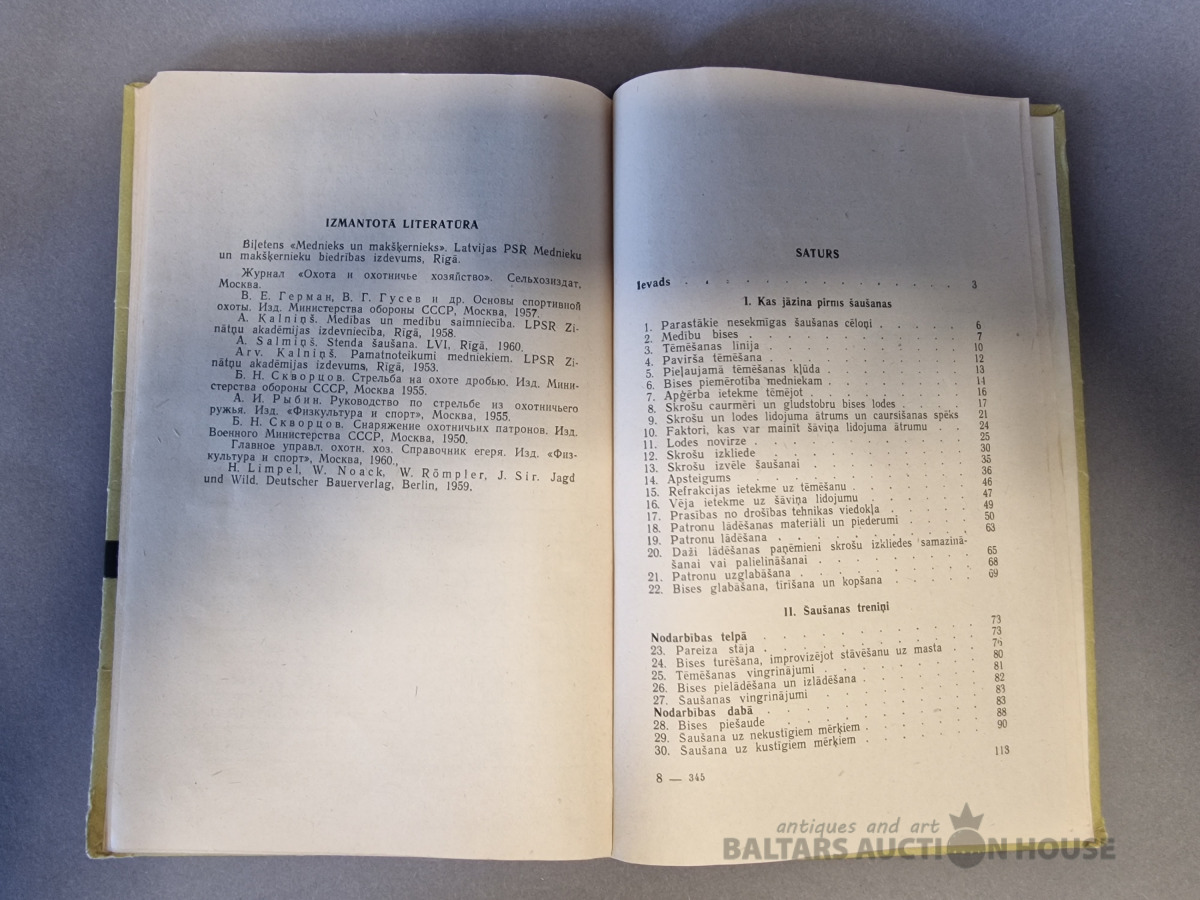 IZMANTOTĀ LITERATŪRA
Biļetens «Mednieks un makšķernieks». Latvijas PSR Mednieku
un makšķernieku biedrības izdevums, Rīgā.
Журнал «Охота и охотничье хозяйство». Сельхозиздат,
Москва.
В. Е. Герман, В. Г. Гусев и др. Основы спортивной
охоты. Изд. Министерства обороны СССР, Москва, 1957.
A. Kalniņš. Medības un medību saimniecība. LPSR Zi-
nātņu akadēmijas izdevniecība, Rīgā, 1958.
A. Salmiņš. Stenda šaušana. LVI, Rīgā, 1960.
Arv. Kalniņš. Pamatnoteikumi medniekiem. LPSR Zi-
nātņu akadēmijas izdevums, Rīgā, 1953.
Б. Н. Скворцов. Стрельба на охоте дробью. Изд. Мини-
стерства обороны СССР, Москва 1955.
А. И. Рыбин. Руководство по стрельбе из охотничьего
ружья. Изд. «Физкультура и спорт», Москва, 1955.
Б. Н. Скворцов. Снаряжение охотничьих патронов. Изд.
Военного Министерства СССР, Москва, 1950.
Главное управл. охотн. хоз. Справочник егеря. Изд. «Физ-
культура и спорт», Москва, 1960.,
H. Limpel, W. Noack, W. Römpler, J. Sir. Jagd
und Wild. Deutscher Bauerverlag, Berlin, 1959.
SATURS
Ievads . . . . . . . . . . . . . 3
I. Kas jāzina pirms šaušanas
1. Parastākie nesekmīgas šaušanas cēloņi . . . . . 6
2. Medību bises . . . . . . . . . . 7
3. Tēmēšanas līnija . . . . . . . . . . 10
4. Pavirša tēmēšana . . . . . . . . . . 12
5. Pieļaujamā tēmēšanas kļūda . . . . . . . 13
6. Bises piemērotība medniekam . . . . . . . 14
7. Apģērba ietekme tēmējot . . . . . . . . 16
8. Skrošu caurmēri un gludstobru bises lodes . . . . 17
9. Skrošu un lodes lidojuma ātrums un caursišanas spēks 21
10. Faktori, kas var mainīt šāviņa lidojuma ātrumu . . 24
11. Lodes novirze . . . . . . . . . . 25
12. Skrošu izkliede . . . . . . . . . . 30
13. Skrošu izvēle šaušanai . . . . . . . . 35
14. Apsteigums . . . . . . . . . . . 36
15. Refrakcijas ietekme uz tēmēšanu . . . . . . 46
16. Vēja ietekme uz šāviņa lidojumu . . . . . . 47
17. Prasības no drošības tehnikas viedokļa . . . . . 49
18. Patronu lādēšanas materiāli un piederumi . . . . 50
19. Patronu lādēšana . . . . . . . . . . 63
20. Daži lādēšanas paņēmieni skrošu izkliedes samazinā-
šanai vai palielināšanai . . . . . . . . 65
21. Patronu uzglabāšana . . . . . . . . . 68
22. Bises glabāšana, tīrīšana un kopšana . . . . . 69
II. Šaušanas treniņi
Nodarbības telpā . . . . . . . . . . . 73
23. Pareiza stāja . . . . . . . . . . . 73
24. Bises turēšana, improvizējot stāvēšanu uz masta . . 76
25. Tēmēšanas vingrinājumi . . . . . . . . 80
26. Bises pielādēšana un izlādēšana . . . . . . 81
27. Šaušanas vingrinājumi . . . . . . . . . 82
Nodarbības dabā . . . . . . . . . . . 83
28. Bises piešaude . . . . . . . . . . 83
29. Šaušana uz nekustīgiem mērķiem . . . . . . 88
30. Šaušana uz kustīgiem mērķiem . . . . . . . 90
8 — 345
113
antiques and art
BALTARS AUCTION HOUSE